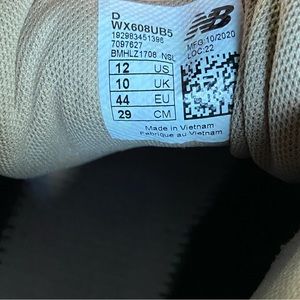 D
WX608UB5
192983451396
7097627
BMHLZ1708 NSL
MFG:10/2020
LOC:22
12 US
10 UK
44 EU
29 CM
Made in Vietnam
Fabriqué au Vietnam